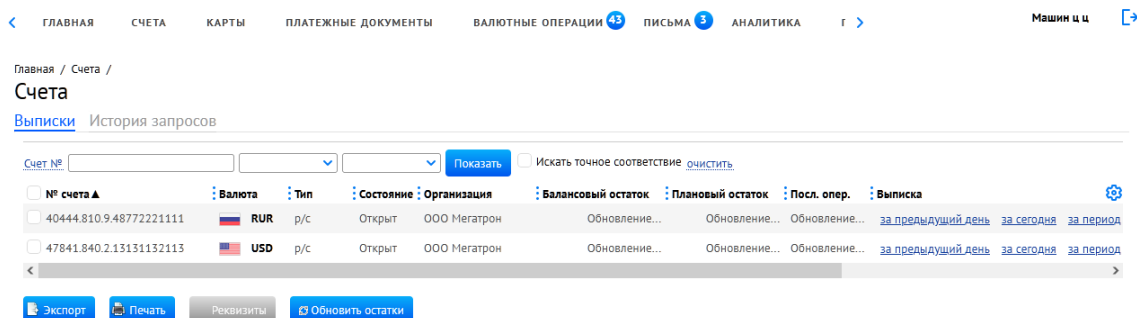 ГЛАВНАЯ СЧЕТА КАРТЫ ПЛАТЕЖНЫЕ ДОКУМЕНТЫ ВАЛЮТНЫЕ ОПЕРАЦИИ 43 ПИСЬМА 3 АНАЛИТИКА Машин ц ц
Главная / Счета /
Счета
Выписки История запросов
Счет № Показать Искать точное соответствие очистить
№ счета▲ Валюта Тип Состояние Организация Балансовый остаток Плановый остаток Посл. опер. Выписка
40444.810.9.48772221111 RUR р/с Открыт ООО Мегатрон Обновление... Обновление... Обновление... за предыдущий день за сегодня за период
47841.840.2.13131132113 USD р/с Открыт ООО Мегатрон Обновление... Обновление... Обновление... за предыдущий день за сегодня за период
Экспорт Печать Реквизиты Обновить остатки